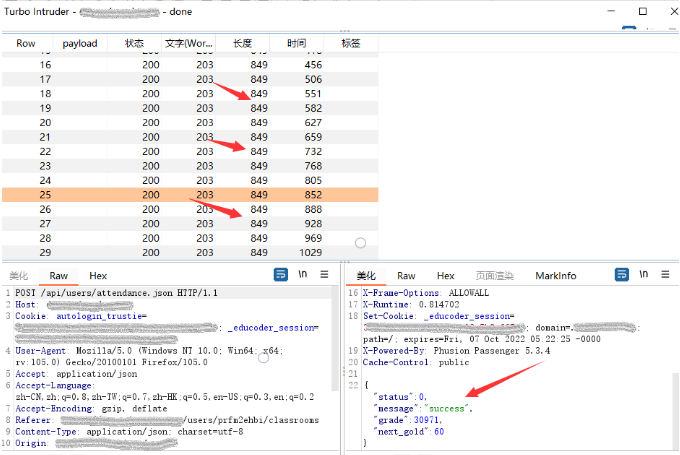 Turbo Intruder - - done
Row payload 状态 文字(Wor... 长度 时间 标签
16 200 203 849 456
17 200 203 849 506
18 200 203 849 551
19 200 203 849 582
20 200 203 849 627
21 200 203 849 659
22 200 203 849 732
23 200 203 849 768
24 200 203 849 805
25 200 203 849 852
26 200 203 849 888
27 200 203 849 928
28 200 203 849 969
29 200 203 849 1029
美化 Raw Hex \n
1 POST /api/users/attendance.json HTTP/1.1
2 Host:
3 Cookie: autologin_trustie=
; _educoder_session=
4 User-Agent: Mozilla/5.0 (Windows NT 10.0; Win64; x64;
rv:105.0) Gecko/20100101 Firefox/105.0
5 Accept: application/json
6 Accept-Language:
zh-CN,zh;q=0.8,zh-TW;q=0.7,zh-HK;q=0.5,en-US;q=0.3,en;q=0.2
7 Accept-Encoding: gzip, deflate
8 Referer: /users/prfm2ehbi/classrooms
9 Content-Type: application/json; charset=utf-8
10 Origin:
美化 Raw Hex 页面渲染 MarkInfo \n
16 X-Frame-Options: ALLOWALL
17 X-Runtime: 0.814702
18 Set-Cookie: _educoder_session=
; domain= ;
path=/; expires=Fri, 07 Oct 2022 05:22:25 -0000
19 X-Powered-By: Phusion Passenger 5.3.4
20 Cache-Control: public
21
22 {
"status":0,
"message":"success",
"grade":30971,
"next_gold":60
}